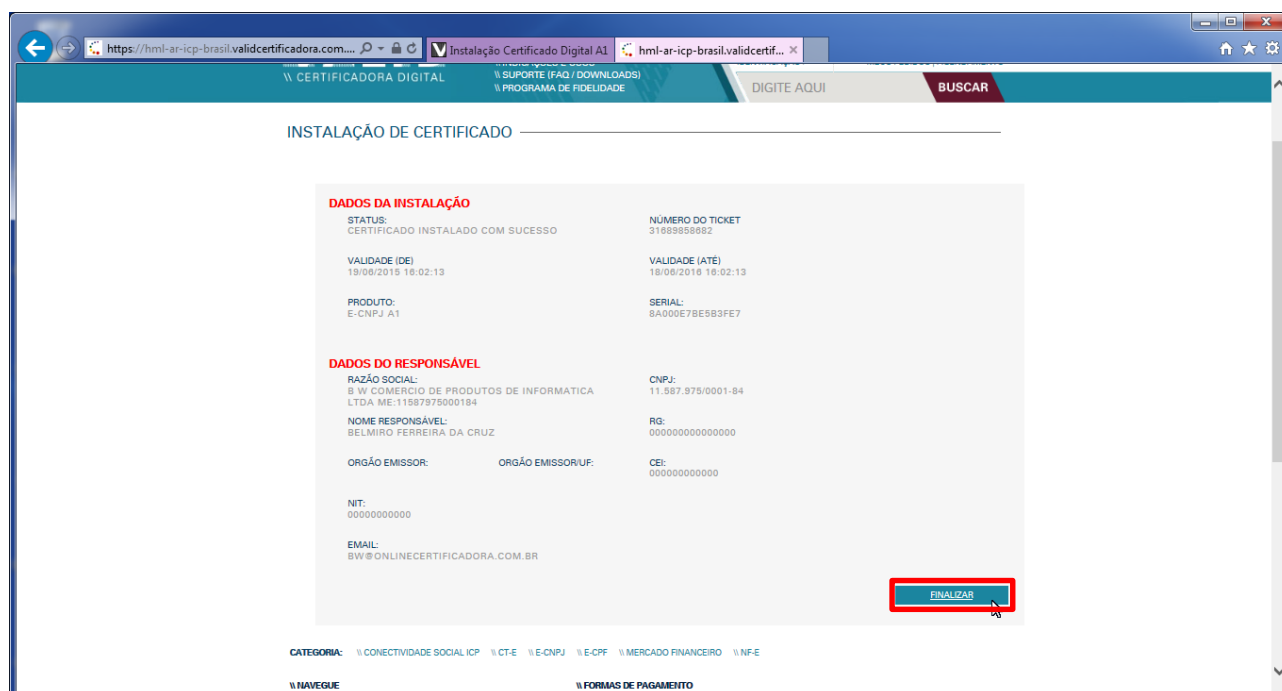 https://hml-ar-icp-brasil.validcertificadora.com....
Instalação Certificado Digital A1
hml-ar-icp-brasil.validcertif...
\\ CERTIFICADORA DIGITAL
\\ SUPORTE (FAQ / DOWNLOADS)
\\ PROGRAMA DE FIDELIDADE
DIGITE AQUI
BUSCAR
INSTALAÇÃO DE CERTIFICADO
DADOS DA INSTALAÇÃO
STATUS:
CERTIFICADO INSTALADO COM SUCESSO
NÚMERO DO TICKET
31689858682
VALIDADE (DE)
19/06/2015 16:02:13
VALIDADE (ATÉ)
18/06/2016 16:02:13
PRODUTO:
E-CNPJ A1
SERIAL:
8A000E7BE5B3FE7
DADOS DO RESPONSÁVEL
RAZÃO SOCIAL:
B W COMERCIO DE PRODUTOS DE INFORMATICA
LTDA ME:11587975000184
CNPJ:
11.587.975/0001-84
NOME RESPONSÁVEL:
BELMIRO FERREIRA DA CRUZ
RG:
000000000000000
ORGÃO EMISSOR:
ORGÃO EMISSOR/UF:
CEI:
000000000000
NIT:
00000000000
EMAIL:
BW@ONLINECERTIFICADORA.COM.BR
FINALIZAR
CATEGORIA: \\ CONECTIVIDADE SOCIAL ICP \\ CT-E \\ E-CNPJ \\ E-CPF \\ MERCADO FINANCEIRO \\ NF-E
\\ NAVEGUE
\\ FORMAS DE PAGAMENTO